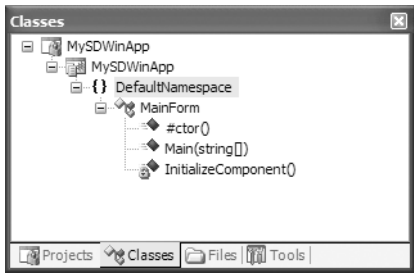 Classes
MySDWinApp
MySDWinApp
{} DefaultNamespace
MainForm
#ctor()
Main(string[])
InitializeComponent()
Projects Classes Files Tools